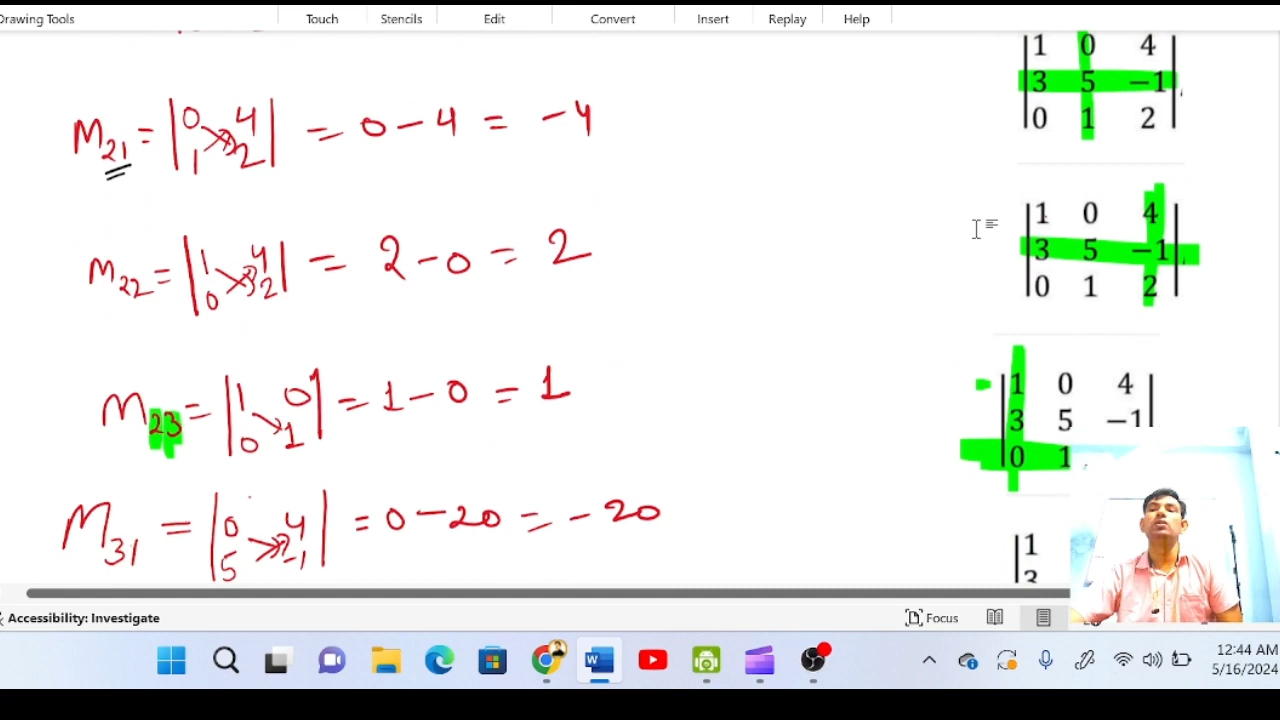 Drawing Tools Touch Stencils Edit Convert Insert Replay Help
M21 = |0 4| = 0 - 4 = -4
|1 2|
M22 = |1 4| = 2 - 0 = 2
|0 2|
M23 = |1 0| = 1 - 0 = 1
|0 1|
M31 = |0 4| = 0 - 20 = -20
|5 -1|
|1 0 4|
|3 5 −1|,
|0 1 2|
|1 0 4|
|3 5 −1|,
|0 1 2|
|1 0 4|
|3 5 −1|
|0 1
|1
Accessibility: Investigate Focus
12:44 AM
5/16/2024